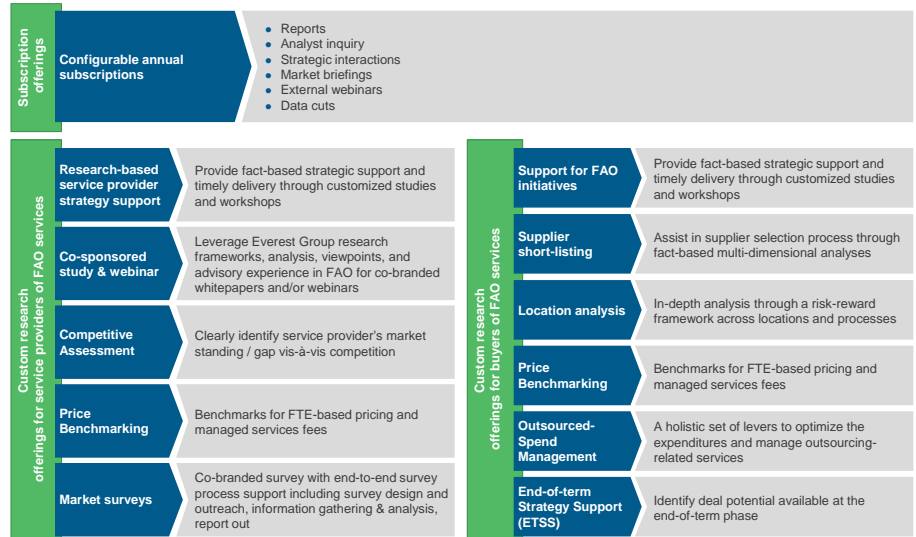 Subscription
offerings
Configurable annual
subscriptions
● Reports
● Analyst inquiry
● Strategic interactions
● Market briefings
● External webinars
● Data cuts
Custom research
offerings for service providers of FAO services
Research-based
service provider
strategy support
Provide fact-based strategic support and
timely delivery through customized studies
and workshops
Co-sponsored
study & webinar
Leverage Everest Group research
frameworks, analysis, viewpoints, and
advisory experience in FAO for co-branded
whitepapers and/or webinars
Competitive
Assessment
Clearly identify service provider's market
standing / gap vis-à-vis competition
Price
Benchmarking
Benchmarks for FTE-based pricing and
managed services fees
Market surveys
Co-branded survey with end-to-end survey
process support including survey design and
outreach, information gathering & analysis,
report out
Custom research
offerings for buyers of FAO services
Support for FAO
initiatives
Provide fact-based strategic support and
timely delivery through customized studies
and workshops
Supplier
short-listing
Assist in supplier selection process through
fact-based multi-dimensional analyses
Location analysis
In-depth analysis through a risk-reward
framework across locations and processes
Price
Benchmarking
Benchmarks for FTE-based pricing and
managed services fees
Outsourced-
Spend
Management
A holistic set of levers to optimize the
expenditures and manage outsourcing-
related services
End-of-term
Strategy Support
(ETSS)
Identify deal potential available at the
end-of-term phase